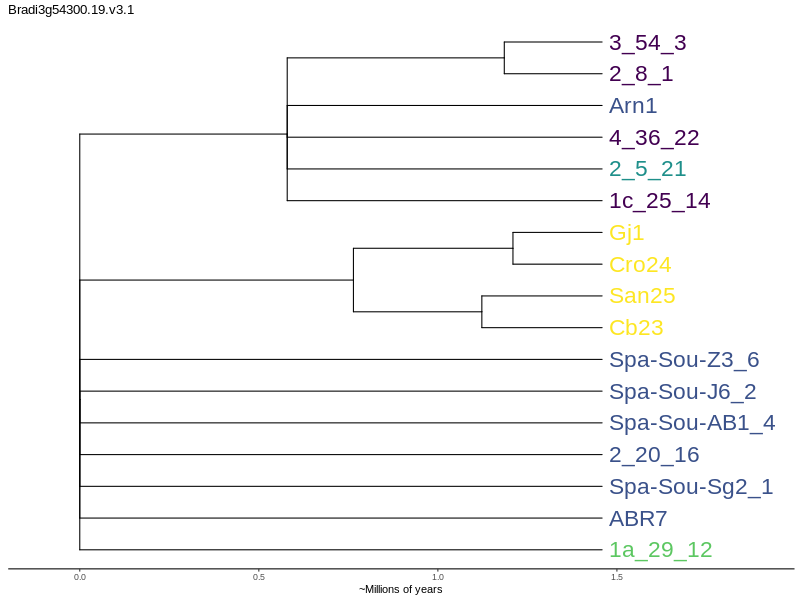 Bradi3g54300.19.v3.1
3_54_3
2_8_1
Arn1
4_36_22
2_5_21
1c_25_14
Gj1
Cro24
San25
Cb23
Spa-Sou-Z3_6
Spa-Sou-J6_2
Spa-Sou-AB1_4
2_20_16
Spa-Sou-Sg2_1
ABR7
1a_29_12
0.0 0.5 1.0 1.5
~Millions of years